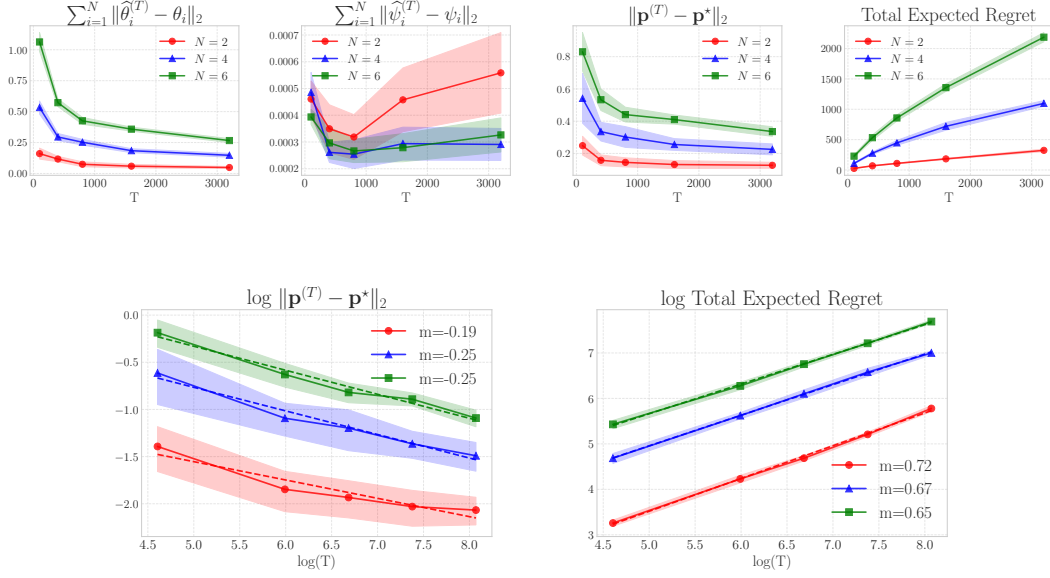 ∑_{i=1}^{N} ‖θ̂_i^{(T)} − θ_i‖_2
1.00
0.75
0.50
0.25
0.00
0
1000
2000
3000
T
N = 2
N = 4
N = 6
∑_{i=1}^{N} ‖ψ̂_i^{(T)} − ψ_i‖_2
0.0007
0.0006
0.0005
0.0004
0.0003
0.0002
0
1000
2000
3000
T
N = 2
N = 4
N = 6
‖p^{(T)} − p^⋆‖_2
0.8
0.6
0.4
0.2
0
1000
2000
3000
T
N = 2
N = 4
N = 6
Total Expected Regret
2000
1500
1000
500
0
0
1000
2000
3000
T
N = 2
N = 4
N = 6
log ‖p^{(T)} − p^⋆‖_2
0.0
−0.5
−1.0
−1.5
−2.0
4.5
5.0
5.5
6.0
6.5
7.0
7.5
8.0
log(T)
m=-0.19
m=-0.25
m=-0.25
log Total Expected Regret
7
6
5
4
3
4.5
5.0
5.5
6.0
6.5
7.0
7.5
8.0
log(T)
m=0.72
m=0.67
m=0.65